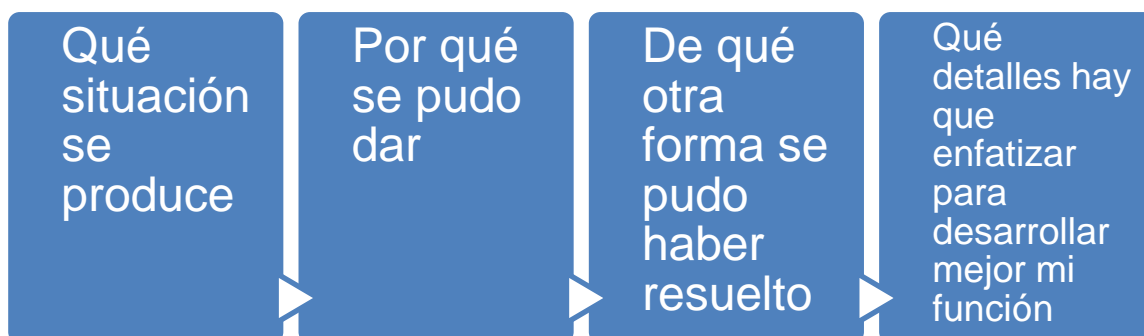 Qué
situación
se
produce
Por qué
se pudo
dar
De qué
otra
forma se
pudo
haber
resuelto
Qué
detalles hay
que
enfatizar
para
desarrollar
mejor mi
función